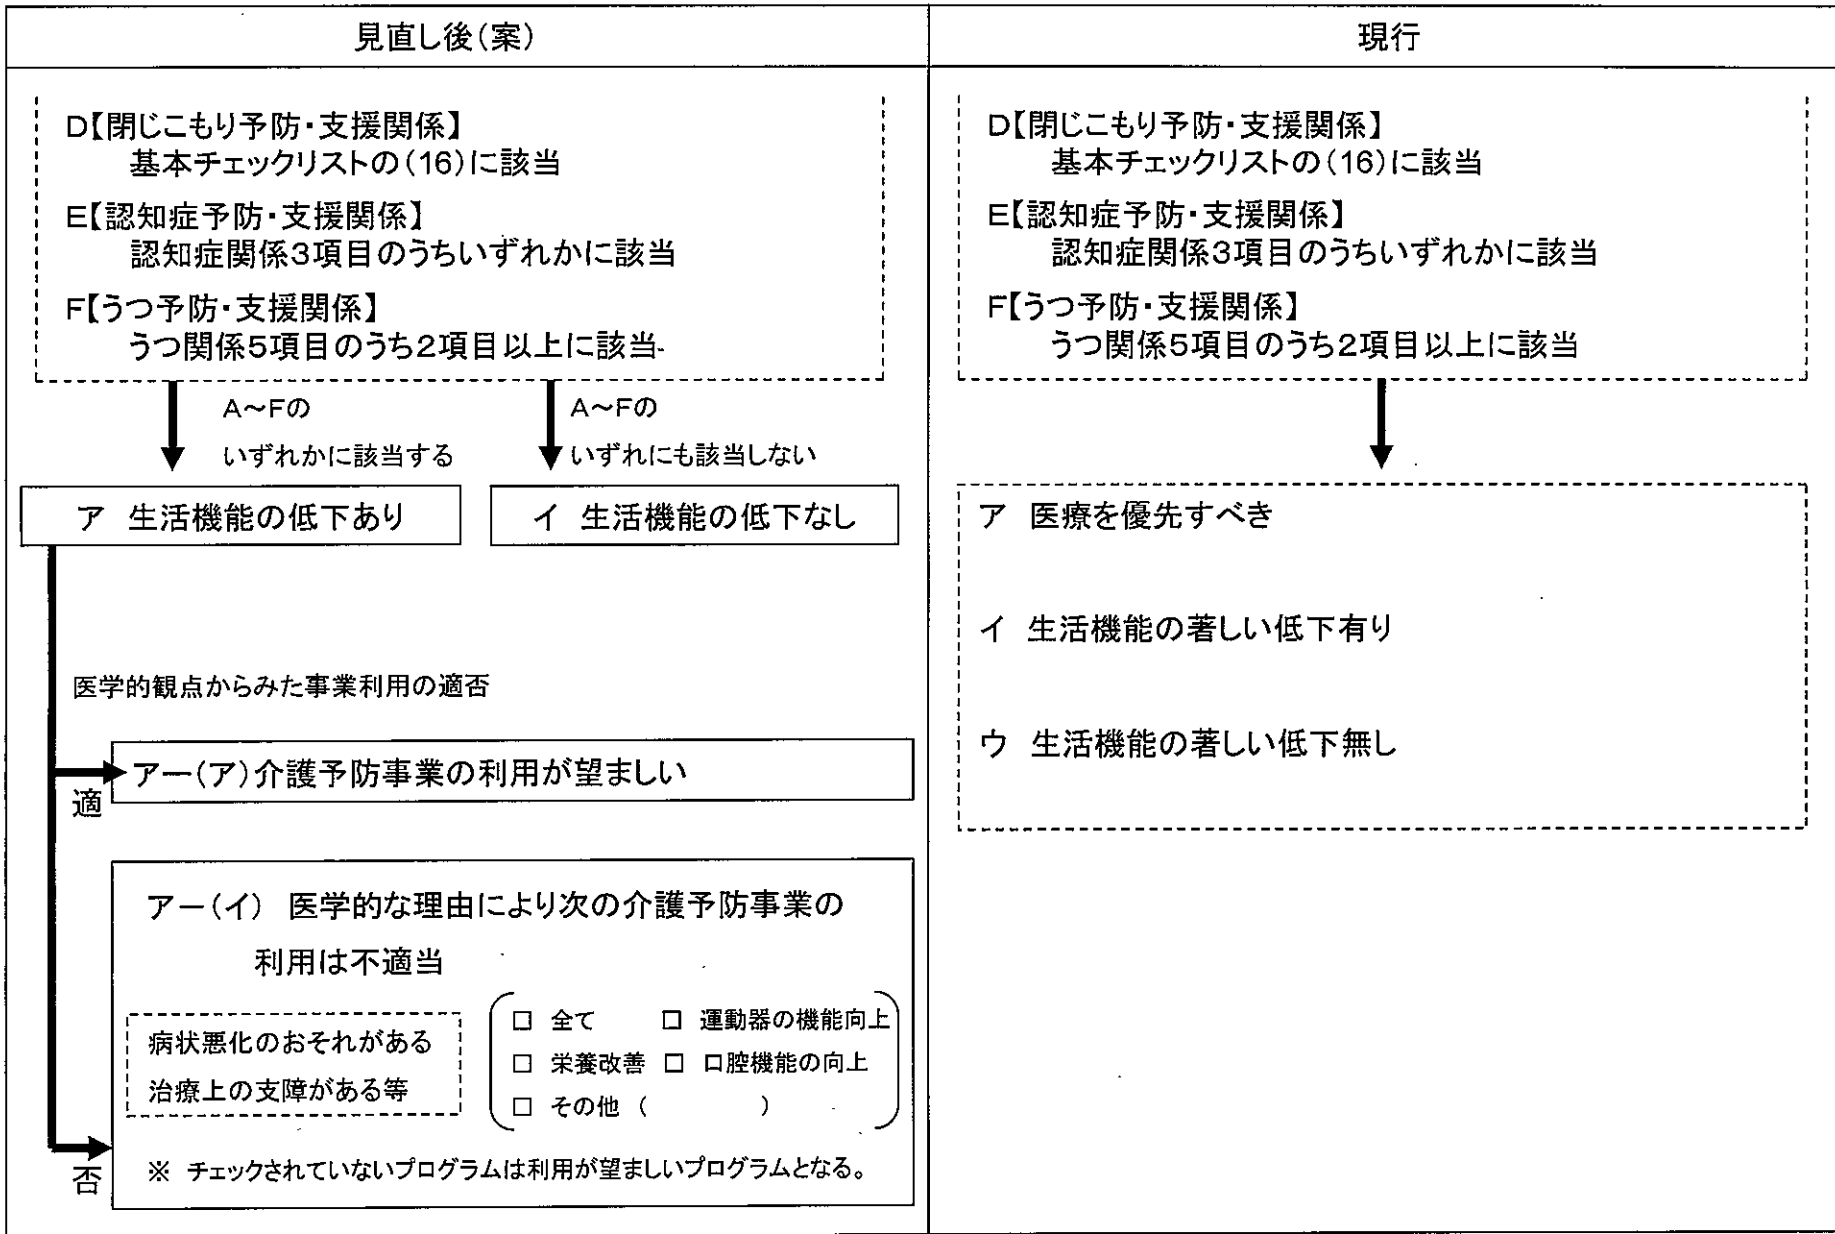 見直し後(案)
D【閉じこもり予防・支援関係】
基本チェックリストの(16)に該当
E【認知症予防・支援関係】
認知症関係3項目のうちいずれかに該当
F【うつ予防・支援関係】
うつ関係5項目のうち2項目以上に該当
A～Fの
いずれかに該当する
A～Fの
いずれにも該当しない
ア 生活機能の低下あり
イ 生活機能の低下なし
医学的観点からみた事業利用の適否
アー(ア)介護予防事業の利用が望ましい
適
アー(イ) 医学的な理由により次の介護予防事業の
利用は不適当
病状悪化のおそれがある
治療上の支障がある等
□ 全て □ 運動器の機能向上
□ 栄養改善 □ 口腔機能の向上
□ その他 ( )
否
※ チェックされていないプログラムは利用が望ましいプログラムとなる。
現行
D【閉じこもり予防・支援関係】
基本チェックリストの(16)に該当
E【認知症予防・支援関係】
認知症関係3項目のうちいずれかに該当
F【うつ予防・支援関係】
うつ関係5項目のうち2項目以上に該当
ア 医療を優先すべき
イ 生活機能の著しい低下有り
ウ 生活機能の著しい低下無し